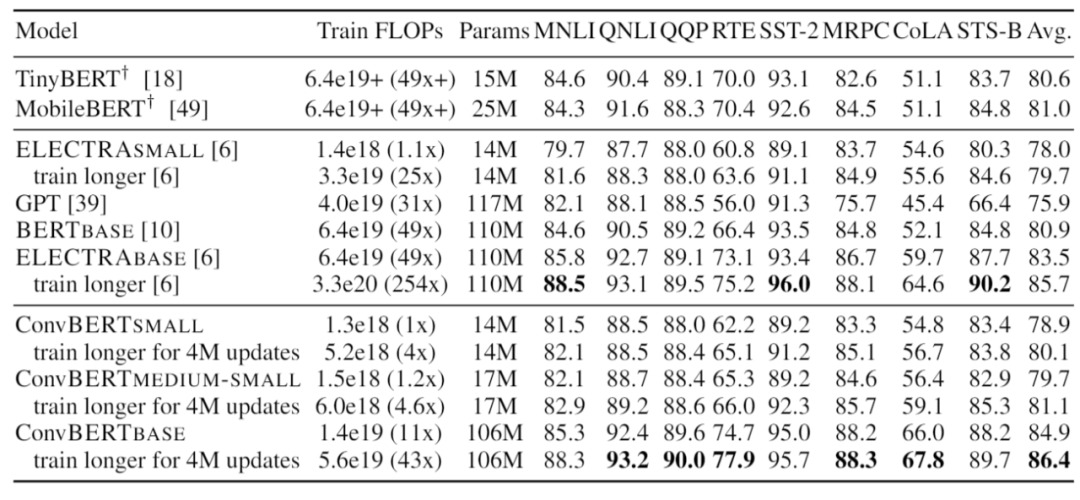 Model Train FLOPs Params MNLI QNLI QQP RTE SST-2 MRPC CoLA STS-B Avg.
TinyBERT† [18] 6.4e19+ (49x+) 15M 84.6 90.4 89.1 70.0 93.1 82.6 51.1 83.7 80.6
MobileBERT† [49] 6.4e19+ (49x+) 25M 84.3 91.6 88.3 70.4 92.6 84.5 51.1 84.8 81.0
ELECTRASMALL [6] 1.4e18 (1.1x) 14M 79.7 87.7 88.0 60.8 89.1 83.7 54.6 80.3 78.0
train longer [6] 3.3e19 (25x) 14M 81.6 88.3 88.0 63.6 91.1 84.9 55.6 84.6 79.7
GPT [39] 4.0e19 (31x) 117M 82.1 88.1 88.5 56.0 91.3 75.7 45.4 66.4 75.9
BERTBASE [10] 6.4e19 (49x) 110M 84.6 90.5 89.2 66.4 93.5 84.8 52.1 84.8 80.9
ELECTRABASE [6] 6.4e19 (49x) 110M 85.8 92.7 89.1 73.1 93.4 86.7 59.7 87.7 83.5
train longer [6] 3.3e20 (254x) 110M 88.5 93.1 89.5 75.2 96.0 88.1 64.6 90.2 85.7
ConvBERTSMALL 1.3e18 (1x) 14M 81.5 88.5 88.0 62.2 89.2 83.3 54.8 83.4 78.9
train longer for 4M updates 5.2e18 (4x) 14M 82.1 88.5 88.4 65.1 91.2 85.1 56.7 83.8 80.1
ConvBERTMEDIUM-SMALL 1.5e18 (1.2x) 17M 82.1 88.7 88.4 65.3 89.2 84.6 56.4 82.9 79.7
train longer for 4M updates 6.0e18 (4.6x) 17M 82.9 89.2 88.6 66.0 92.3 85.7 59.1 85.3 81.1
ConvBERTBASE 1.4e19 (11x) 106M 85.3 92.4 89.6 74.7 95.0 88.2 66.0 88.2 84.9
train longer for 4M updates 5.6e19 (43x) 106M 88.3 93.2 90.0 77.9 95.7 88.3 67.8 89.7 86.4